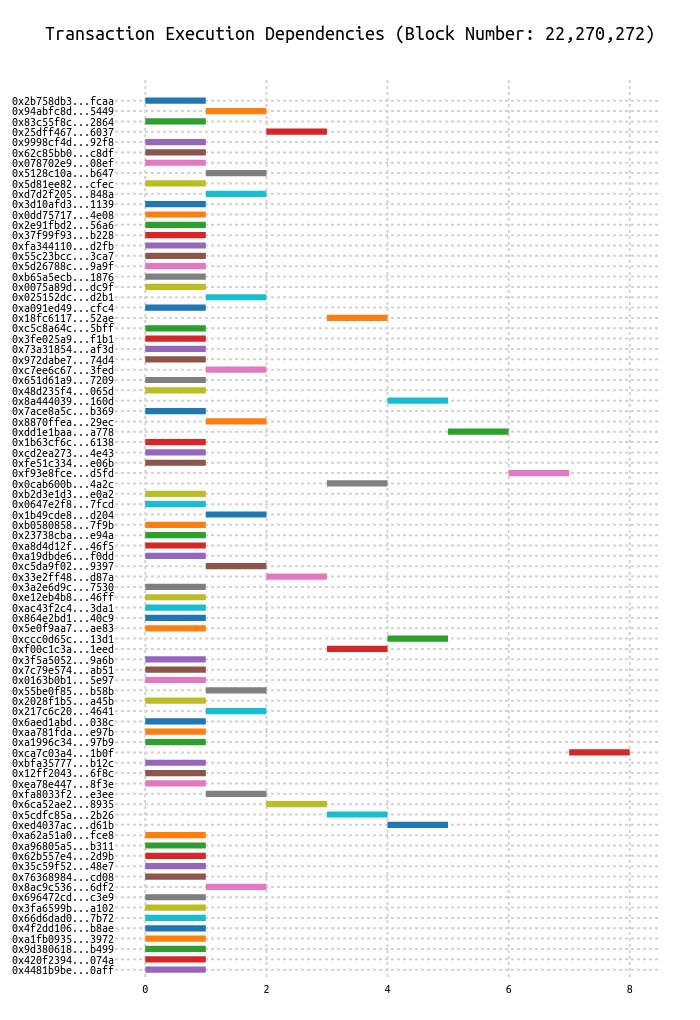 Transaction Execution Dependencies (Block Number: 22,270,272)
0x2b758db3...fcaa
0x94abfc8d...5449
0x83c55f8c...2864
0x25dff467...6037
0x9998cf4d...92f8
0x62c85bb0...c8df
0x078702e9...08ef
0x5128c10a...b647
0x5d81ee82...cfec
0xd7d2f205...848a
0x3d10afd3...1139
0x0dd75717...4e08
0x2e91fbd2...56a6
0x37f99f93...b228
0xfa344110...d2fb
0x55c23bcc...3ca7
0x5d26788c...9a9f
0xb65a5ecb...1876
0x0075a89d...dc9f
0x025152dc...d2b1
0xa091ed49...cfc4
0x18fc6117...52ae
0xc5c8a64c...5bff
0x3fe025a9...f1b1
0x73a31854...af3d
0x972dabe7...74d4
0xc7ee6c67...3fed
0x651d61a9...7209
0x48d235f4...065d
0x8a444039...160d
0x7ace8a5c...b369
0x8870ffea...29ec
0xdd1e1baa...a778
0x1b63cf6c...6138
0xcd2ea273...4e43
0xfe51c334...e06b
0xf93e8fce...d5fd
0x0cab600b...4a2c
0xb2d3e1d3...e0a2
0x0647e2f8...7fcd
0x1b49cde8...d204
0xb0580858...7f9b
0x23738cba...e94a
0xa8d4d12f...46f5
0xa19dbde6...f0dd
0xc5da9f02...9397
0x33e2ff48...d87a
0x3a2e6d9c...7530
0xe12eb4b8...46ff
0xac43f2c4...3da1
0x864e2bd1...40c9
0x5e0f9aa7...ae83
0xccc0d65c...13d1
0xf00c1c3a...1eed
0x3f5a5052...9a6b
0x7c79e574...ab51
0x0163b0b1...5e97
0x55be0f85...b58b
0x2028f1b5...a45b
0x217c6c20...4641
0x6aed1abd...038c
0xaa781fda...e97b
0xa1996c34...97b9
0xca7c03a4...1b0f
0xbfa35777...b12c
0x12ff2043...6f8c
0xea78e447...8f3e
0xfa8033f2...e3ee
0x6ca52ae2...8935
0x5cdfc85a...2b26
0xed4037ac...d61b
0xa62a51a0...fce8
0xa96805a5...b311
0x62b557e4...2d9b
0x35c59f52...48e7
0x76368984...cd08
0x8ac9c536...6df2
0x696472cd...c3e9
0x3fa6599b...a102
0x66d6dad0...7b72
0x4f2dd106...b8ae
0xa1fb0935...3972
0x9d380618...b499
0x420f2394...074a
0x4481b9be...0aff
0 2 4 6 8